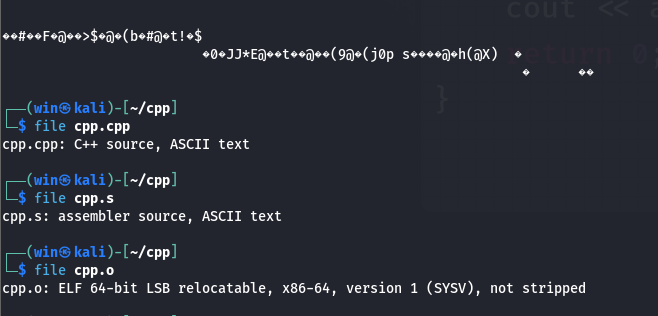 cout << a
return 0;
}
��#��F�@��>$�@�(b�#@�t!�$
�0�JJ*E@��t��@��(9@�(j0p s����@�h(@X) �
� ��
┌──(win㉿kali)-[~/cpp]
└─$ file cpp.cpp
cpp.cpp: C++ source, ASCII text
┌──(win㉿kali)-[~/cpp]
└─$ file cpp.s
cpp.s: assembler source, ASCII text
┌──(win㉿kali)-[~/cpp]
└─$ file cpp.o
cpp.o: ELF 64-bit LSB relocatable, x86-64, version 1 (SYSV), not stripped